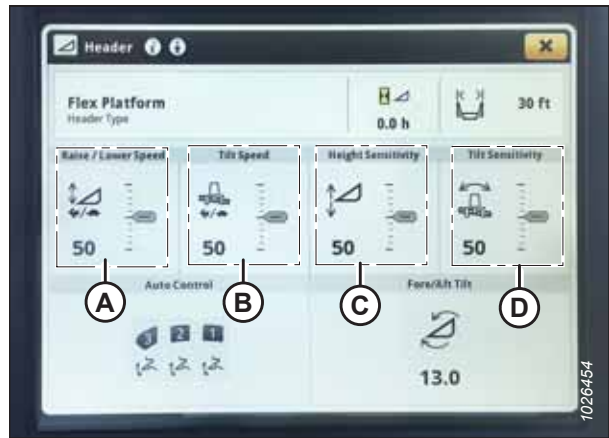 Header
Flex Platform
Header Type
0.0 h
30 ft
Raise / Lower Speed
Tilt Speed
Height Sensitivity
Tilt Sensitivity
50
50
50
50
A
B
C
D
Auto Control
Fore/Aft Tilt
3 2 1
13.0
1026454